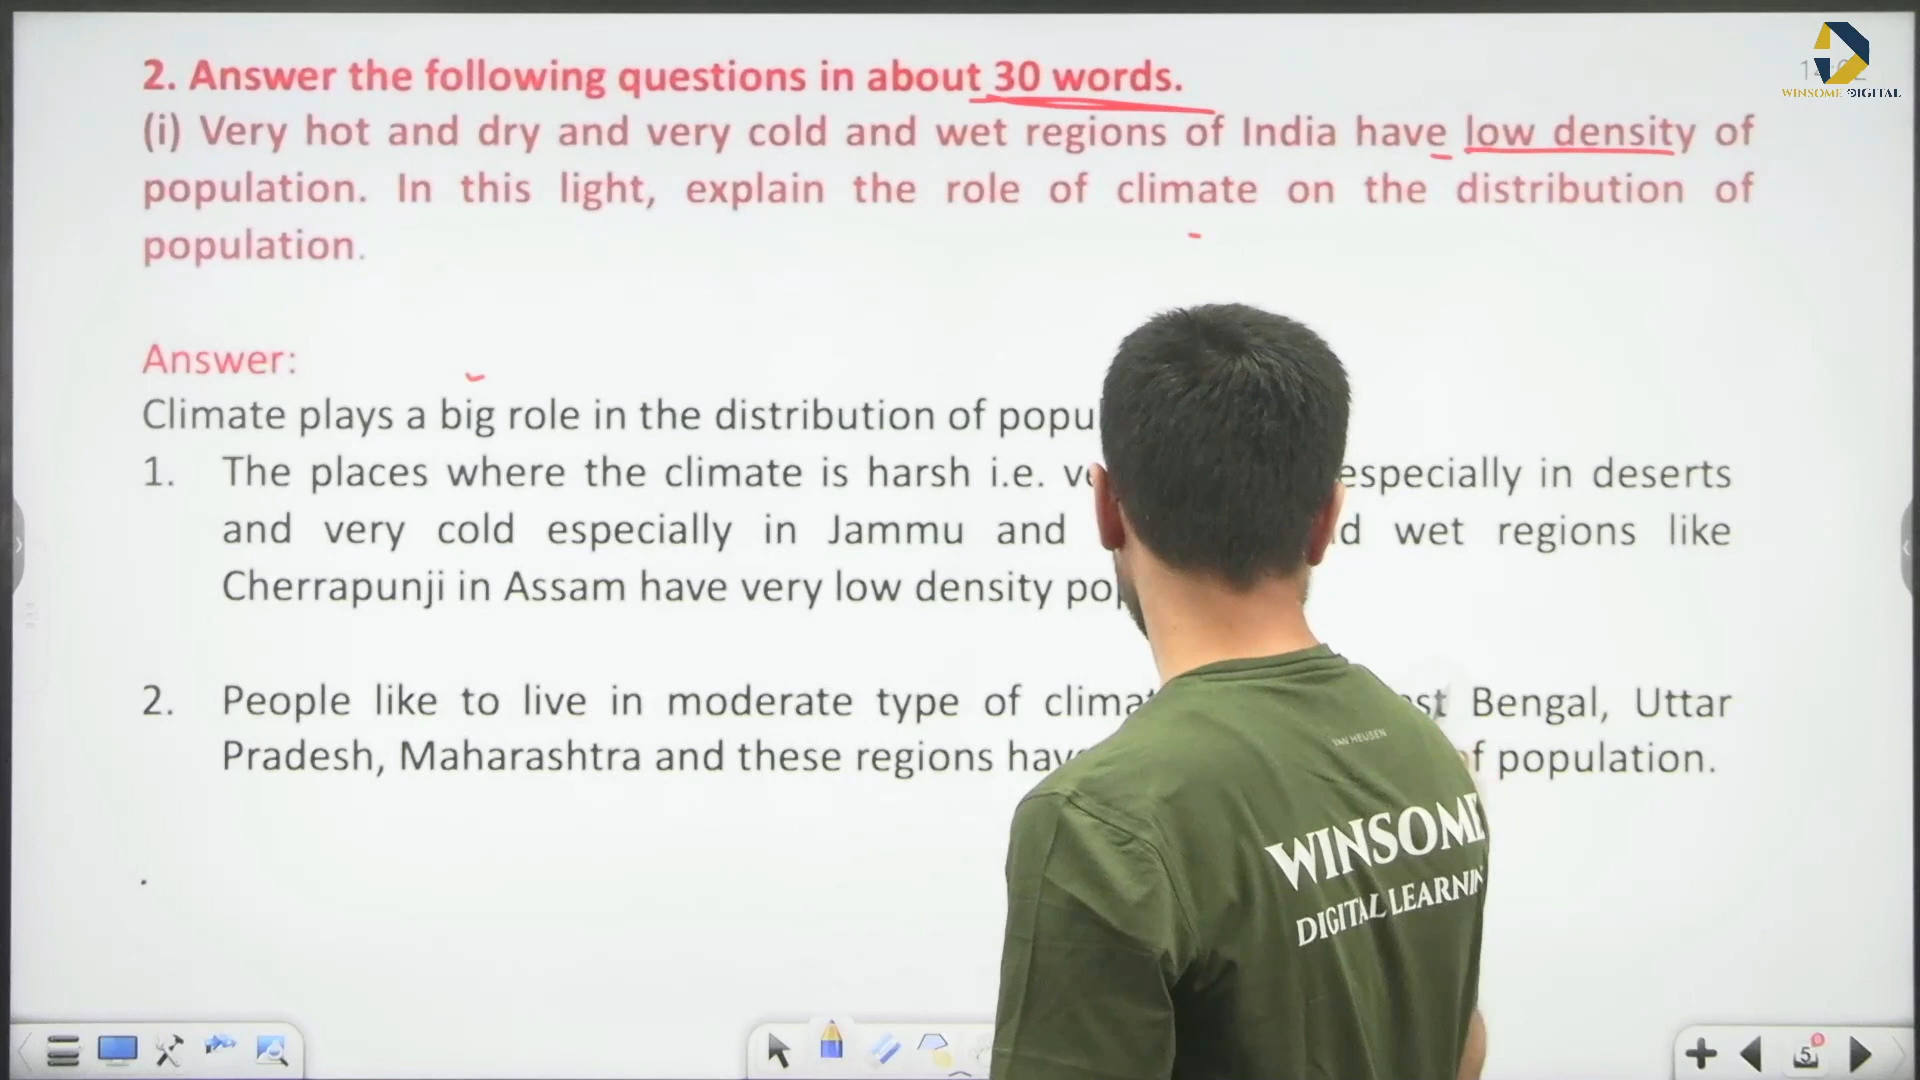 2. Answer the following questions in about 30 words.
(i) Very hot and dry and very cold and wet regions of India have low density of
population. In this light, explain the role of climate on the distribution of
population.
WINSOME DIGITAL
Answer:
Climate plays a big role in the distribution of popu
1. The places where the climate is harsh i.e. especially in deserts
and very cold especially in Jammu and wet regions like
Cherrapunji in Assam have very low density
2. People like to live in moderate type of Bengal, Uttar
Pradesh, Maharashtra and these regions of population.
VAN HEUSEN
WINSOME
DIGITAL LEARNIN
5